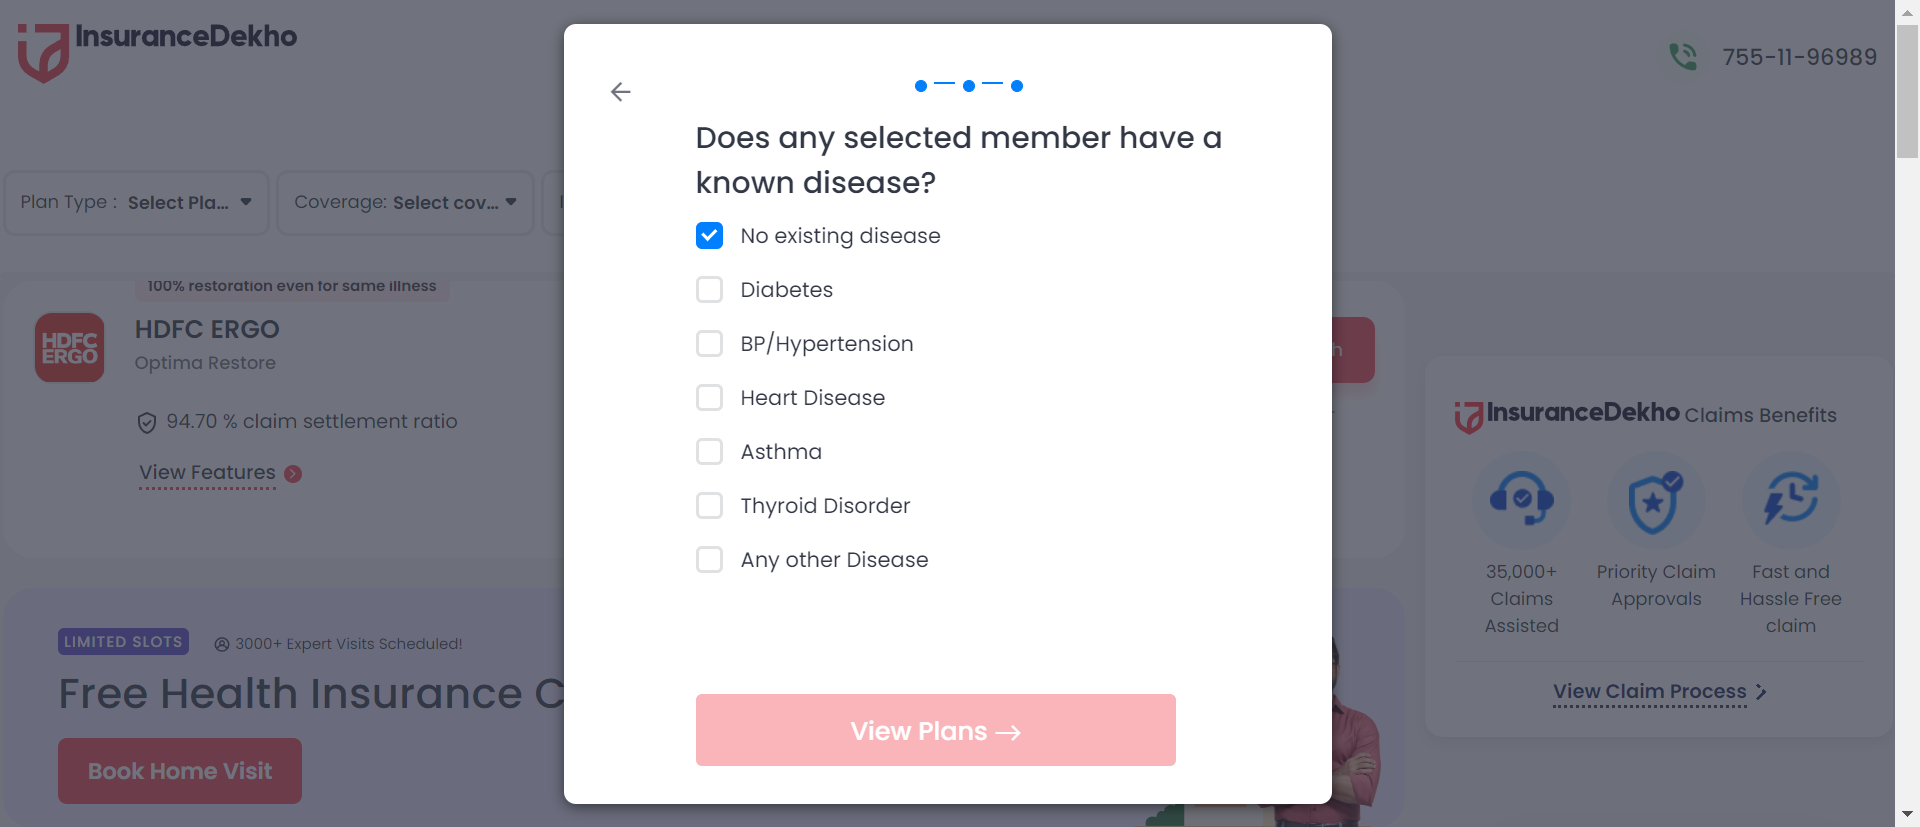 InsuranceDekho
755-11-96989
Plan Type : Select Pla...
Coverage: Select cov...
100% restoration even for same illness
HDFC ERGO
HDFC ERGO
Optima Restore
94.70 % claim settlement ratio
View Features
LIMITED SLOTS
3000+ Expert Visits Scheduled!
Free Health Insurance C
Book Home Visit
Does any selected member have a
known disease?
No existing disease
Diabetes
BP/Hypertension
Heart Disease
Asthma
Thyroid Disorder
Any other Disease
View Plans
InsuranceDekho Claims Benefits
35,000+
Claims
Assisted
Priority Claim
Approvals
Fast and
Hassle Free
claim
View Claim Process